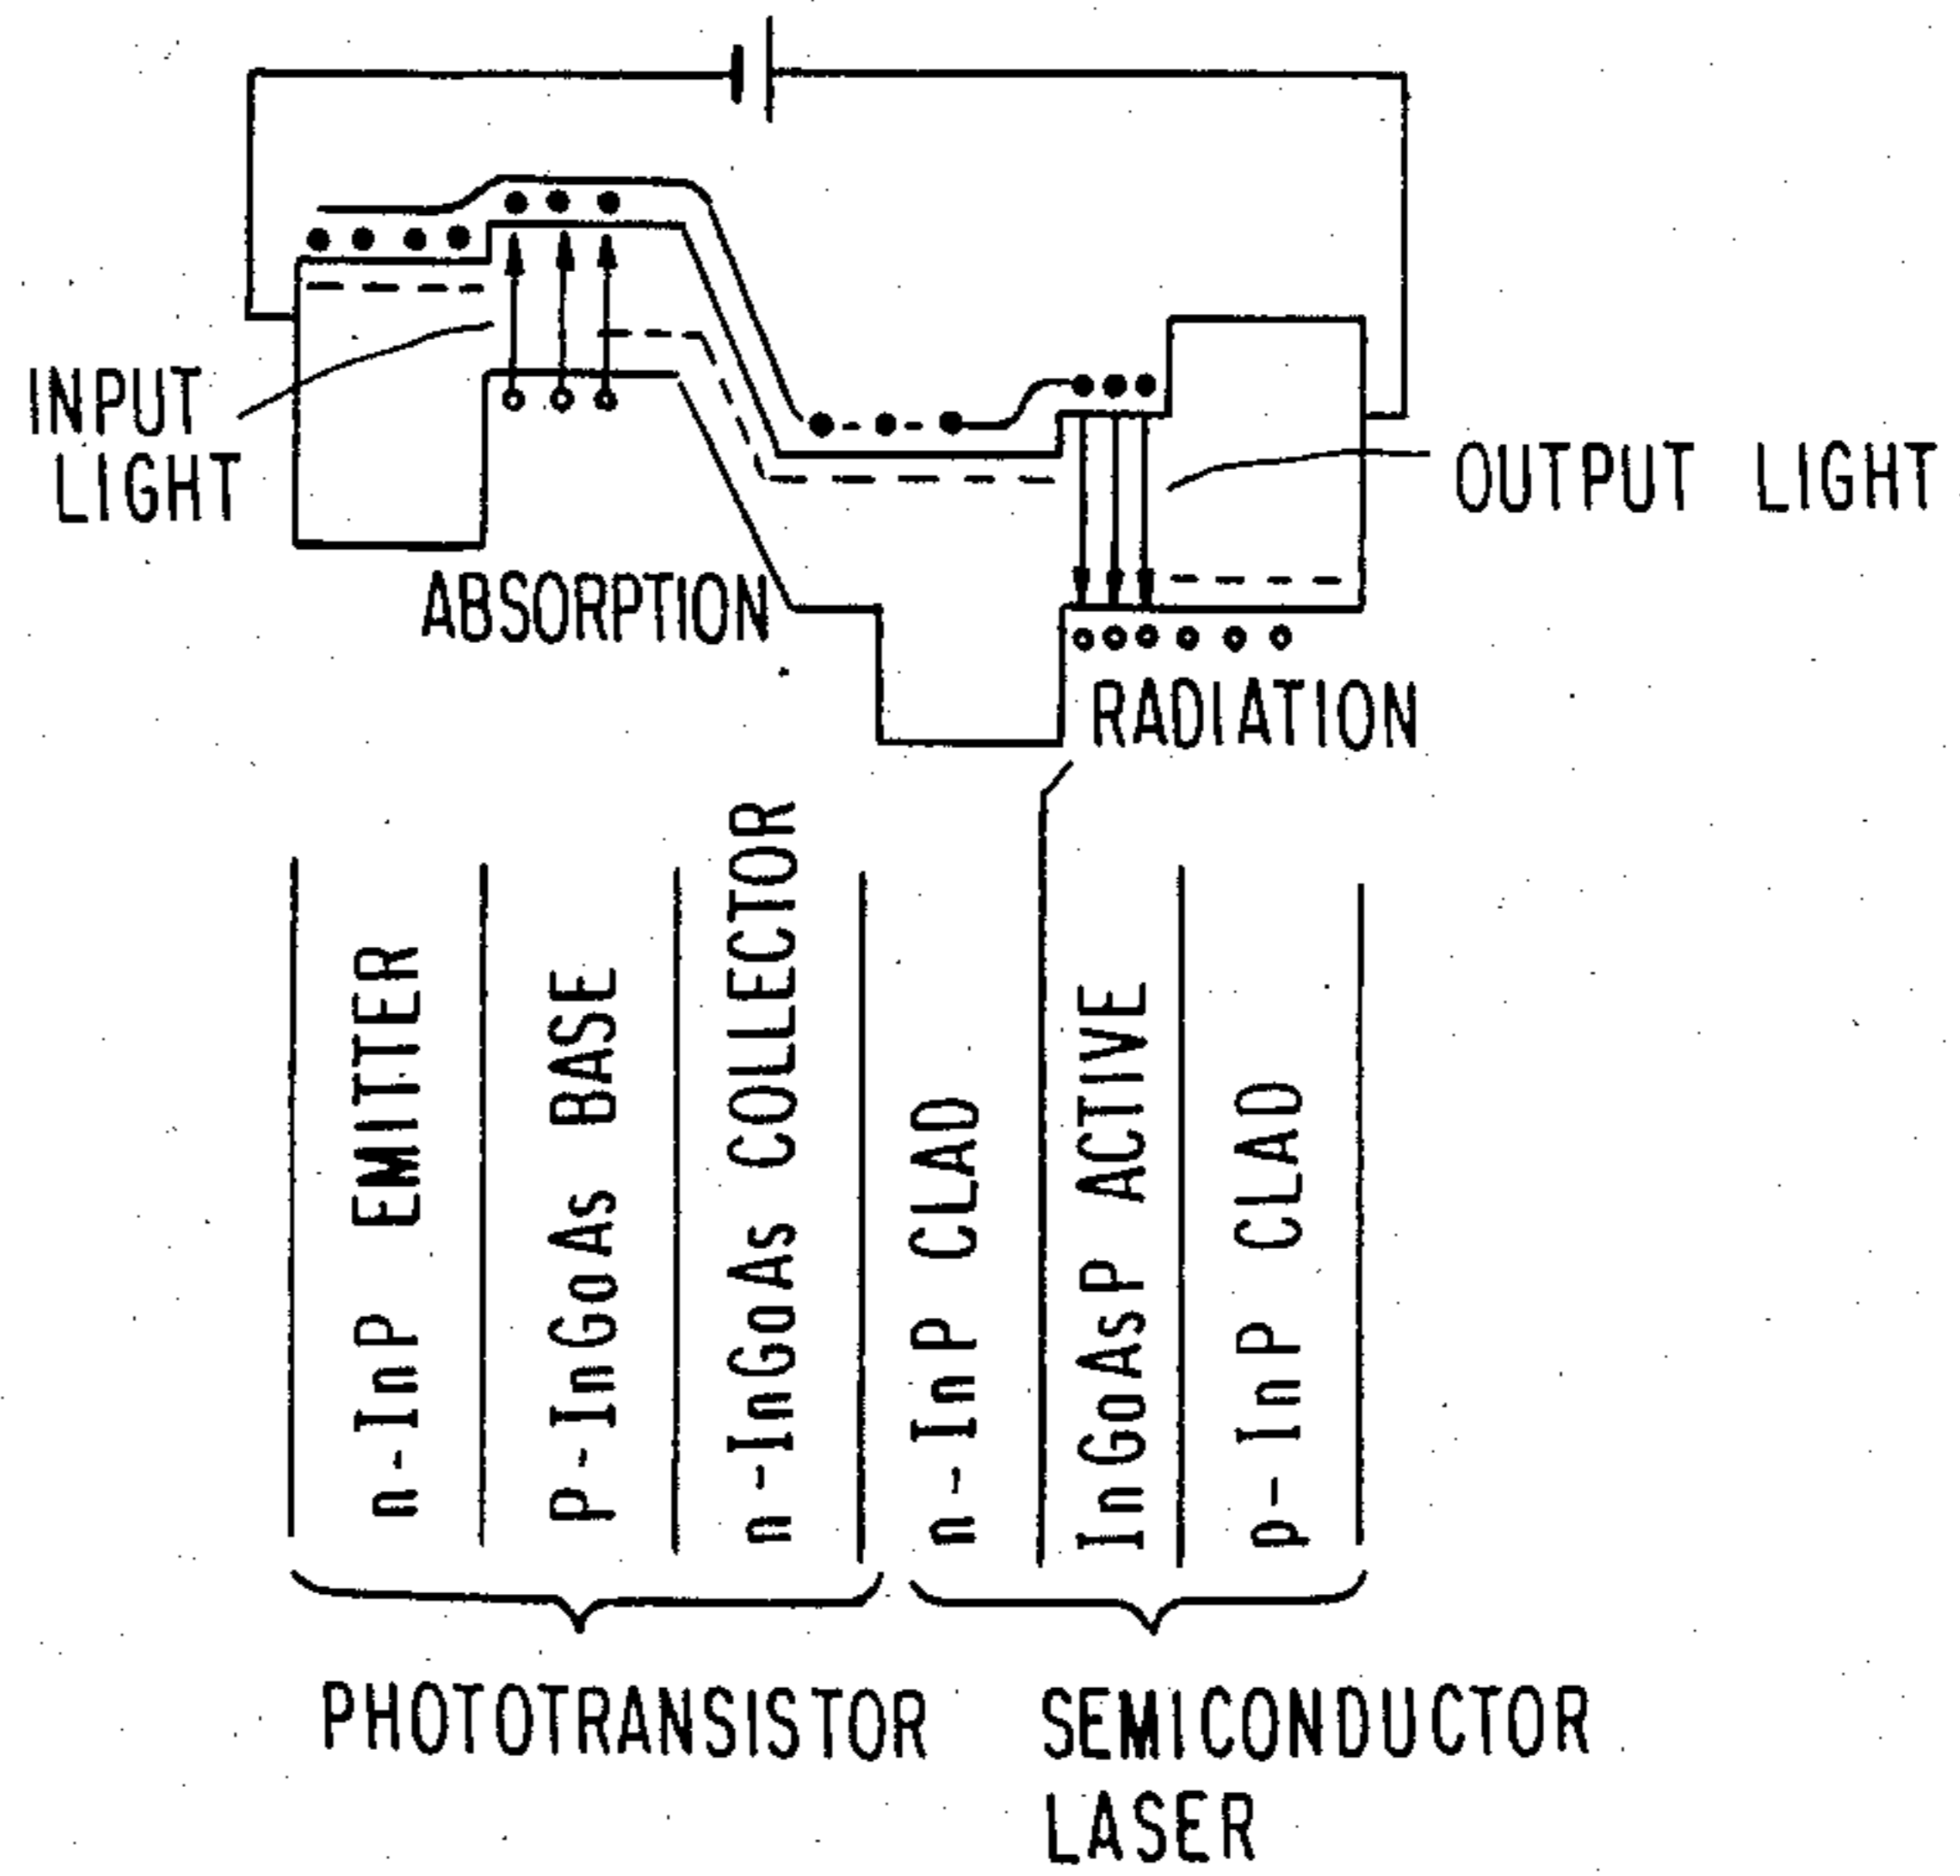 INPUT
LIGHT
OUTPUT LIGHT
ABSORPTION
RADIATION
n-InP EMITTER
p-InGaAs BASE
n-InGaAs COLLECTOR
n-InP CLAD
InGaAsP ACTIVE
p-InP CLAD
PHOTOTRANSISTOR
SEMICONDUCTOR
LASER